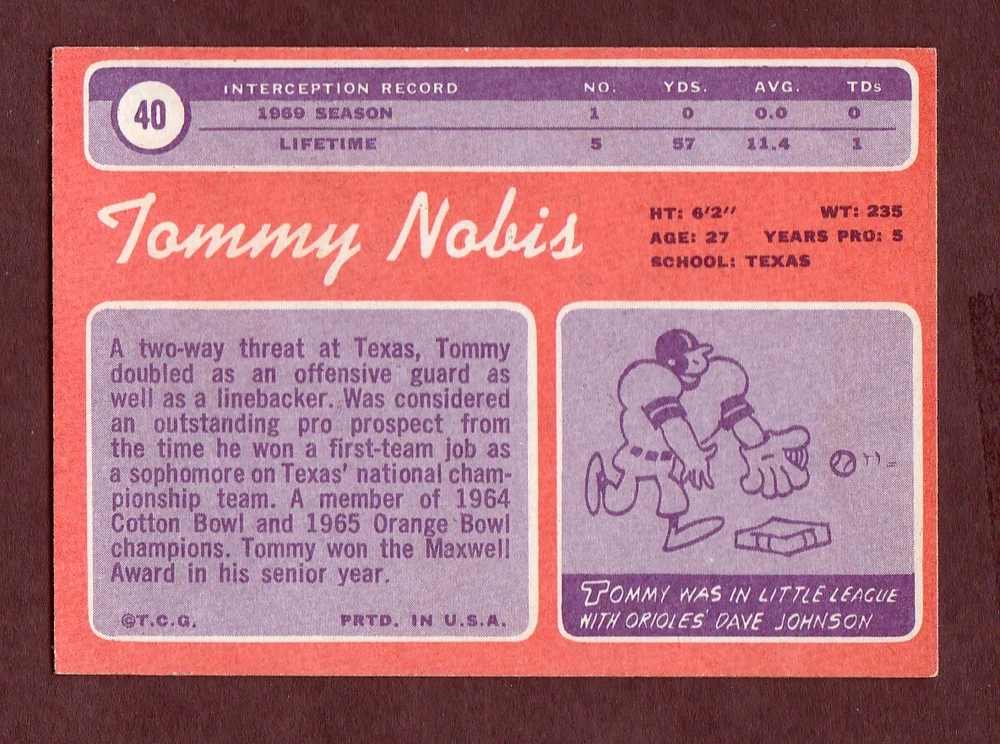 40
INTERCEPTION RECORD NO. YDS. AVG. TDs
1969 SEASON 1 0 0.0 0
LIFETIME 5 57 11.4 1
Tommy Nobis
HT: 6'2" WT: 235
AGE: 27 YEARS PRO: 5
SCHOOL: TEXAS
A two-way threat at Texas, Tommy
doubled as an offensive guard as
well as a linebacker. Was considered
an outstanding pro prospect from
the time he won a first-team job as
a sophomore on Texas' national cham-
pionship team. A member of 1964
Cotton Bowl and 1965 Orange Bowl
champions. Tommy won the Maxwell
Award in his senior year.
©T.C.G. PRTD. IN U.S.A.
TOMMY WAS IN LITTLE LEAGUE
WITH ORIOLES' DAVE JOHNSON